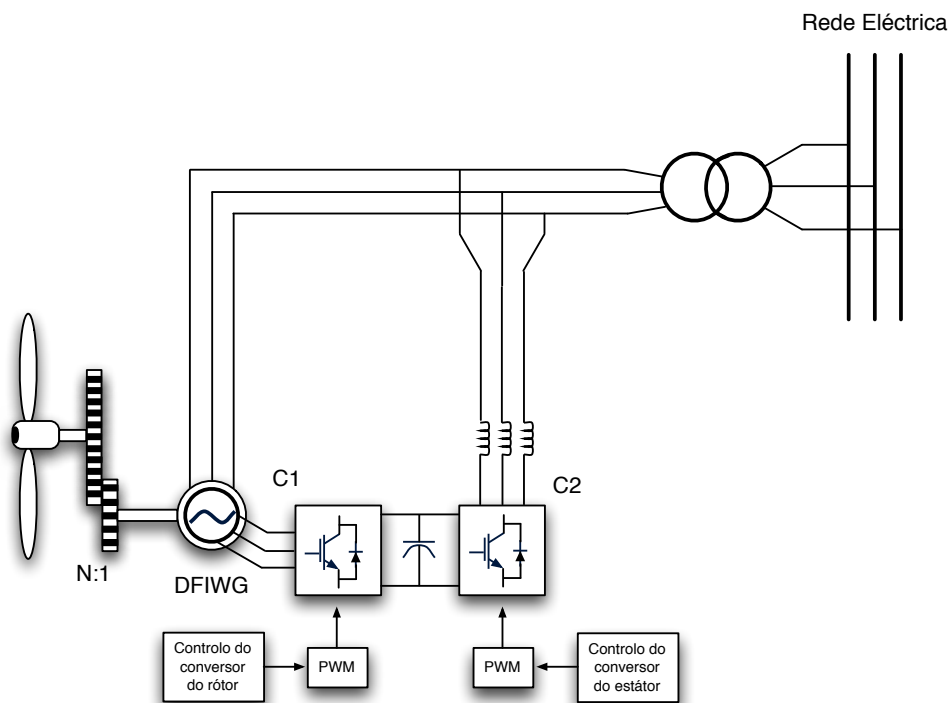 Rede Eléctrica
C1
C2
N:1
DFIWG
Controlo do
conversor
do rótor
PWM
PWM
Controlo do
conversor
do estátor